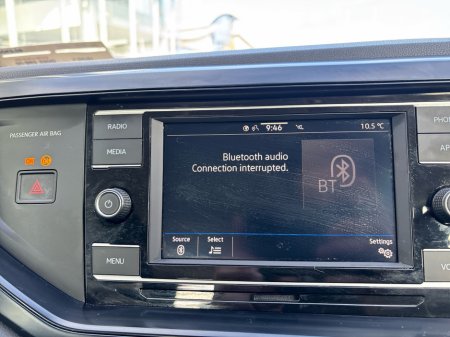 PASSENGER AIR BAG
RADIO
MEDIA
MENU
9:46
10.5°C
Bluetooth audio
Connection interrupted.
BT
Source
Select
Settings
PHON
AP